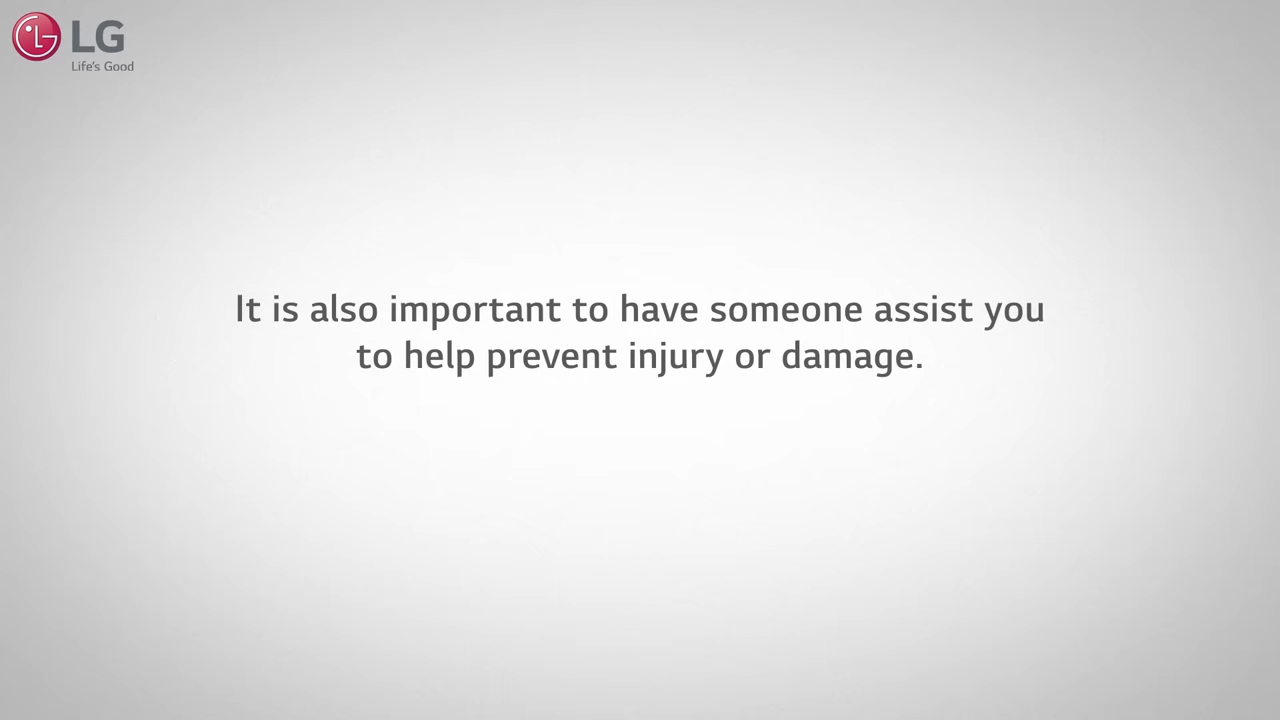 LG
Life's Good
It is also important to have someone assist you
to help prevent injury or damage.